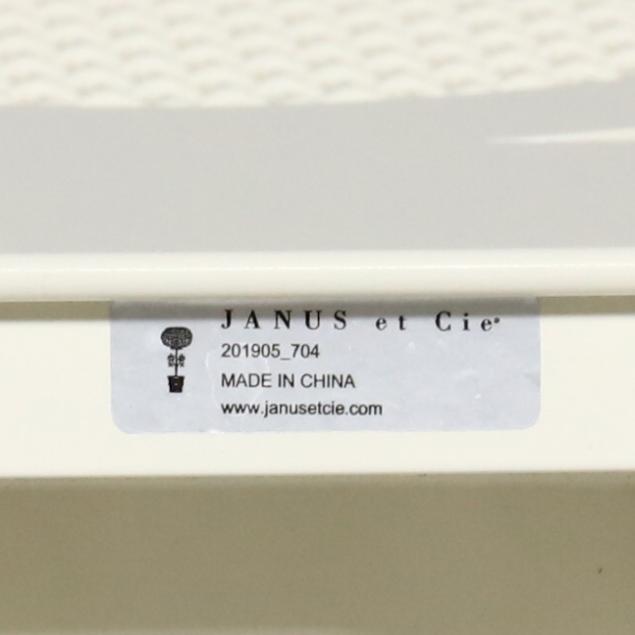 JANUS et Cie®
201905_704
MADE IN CHINA
www.janusetcie.com